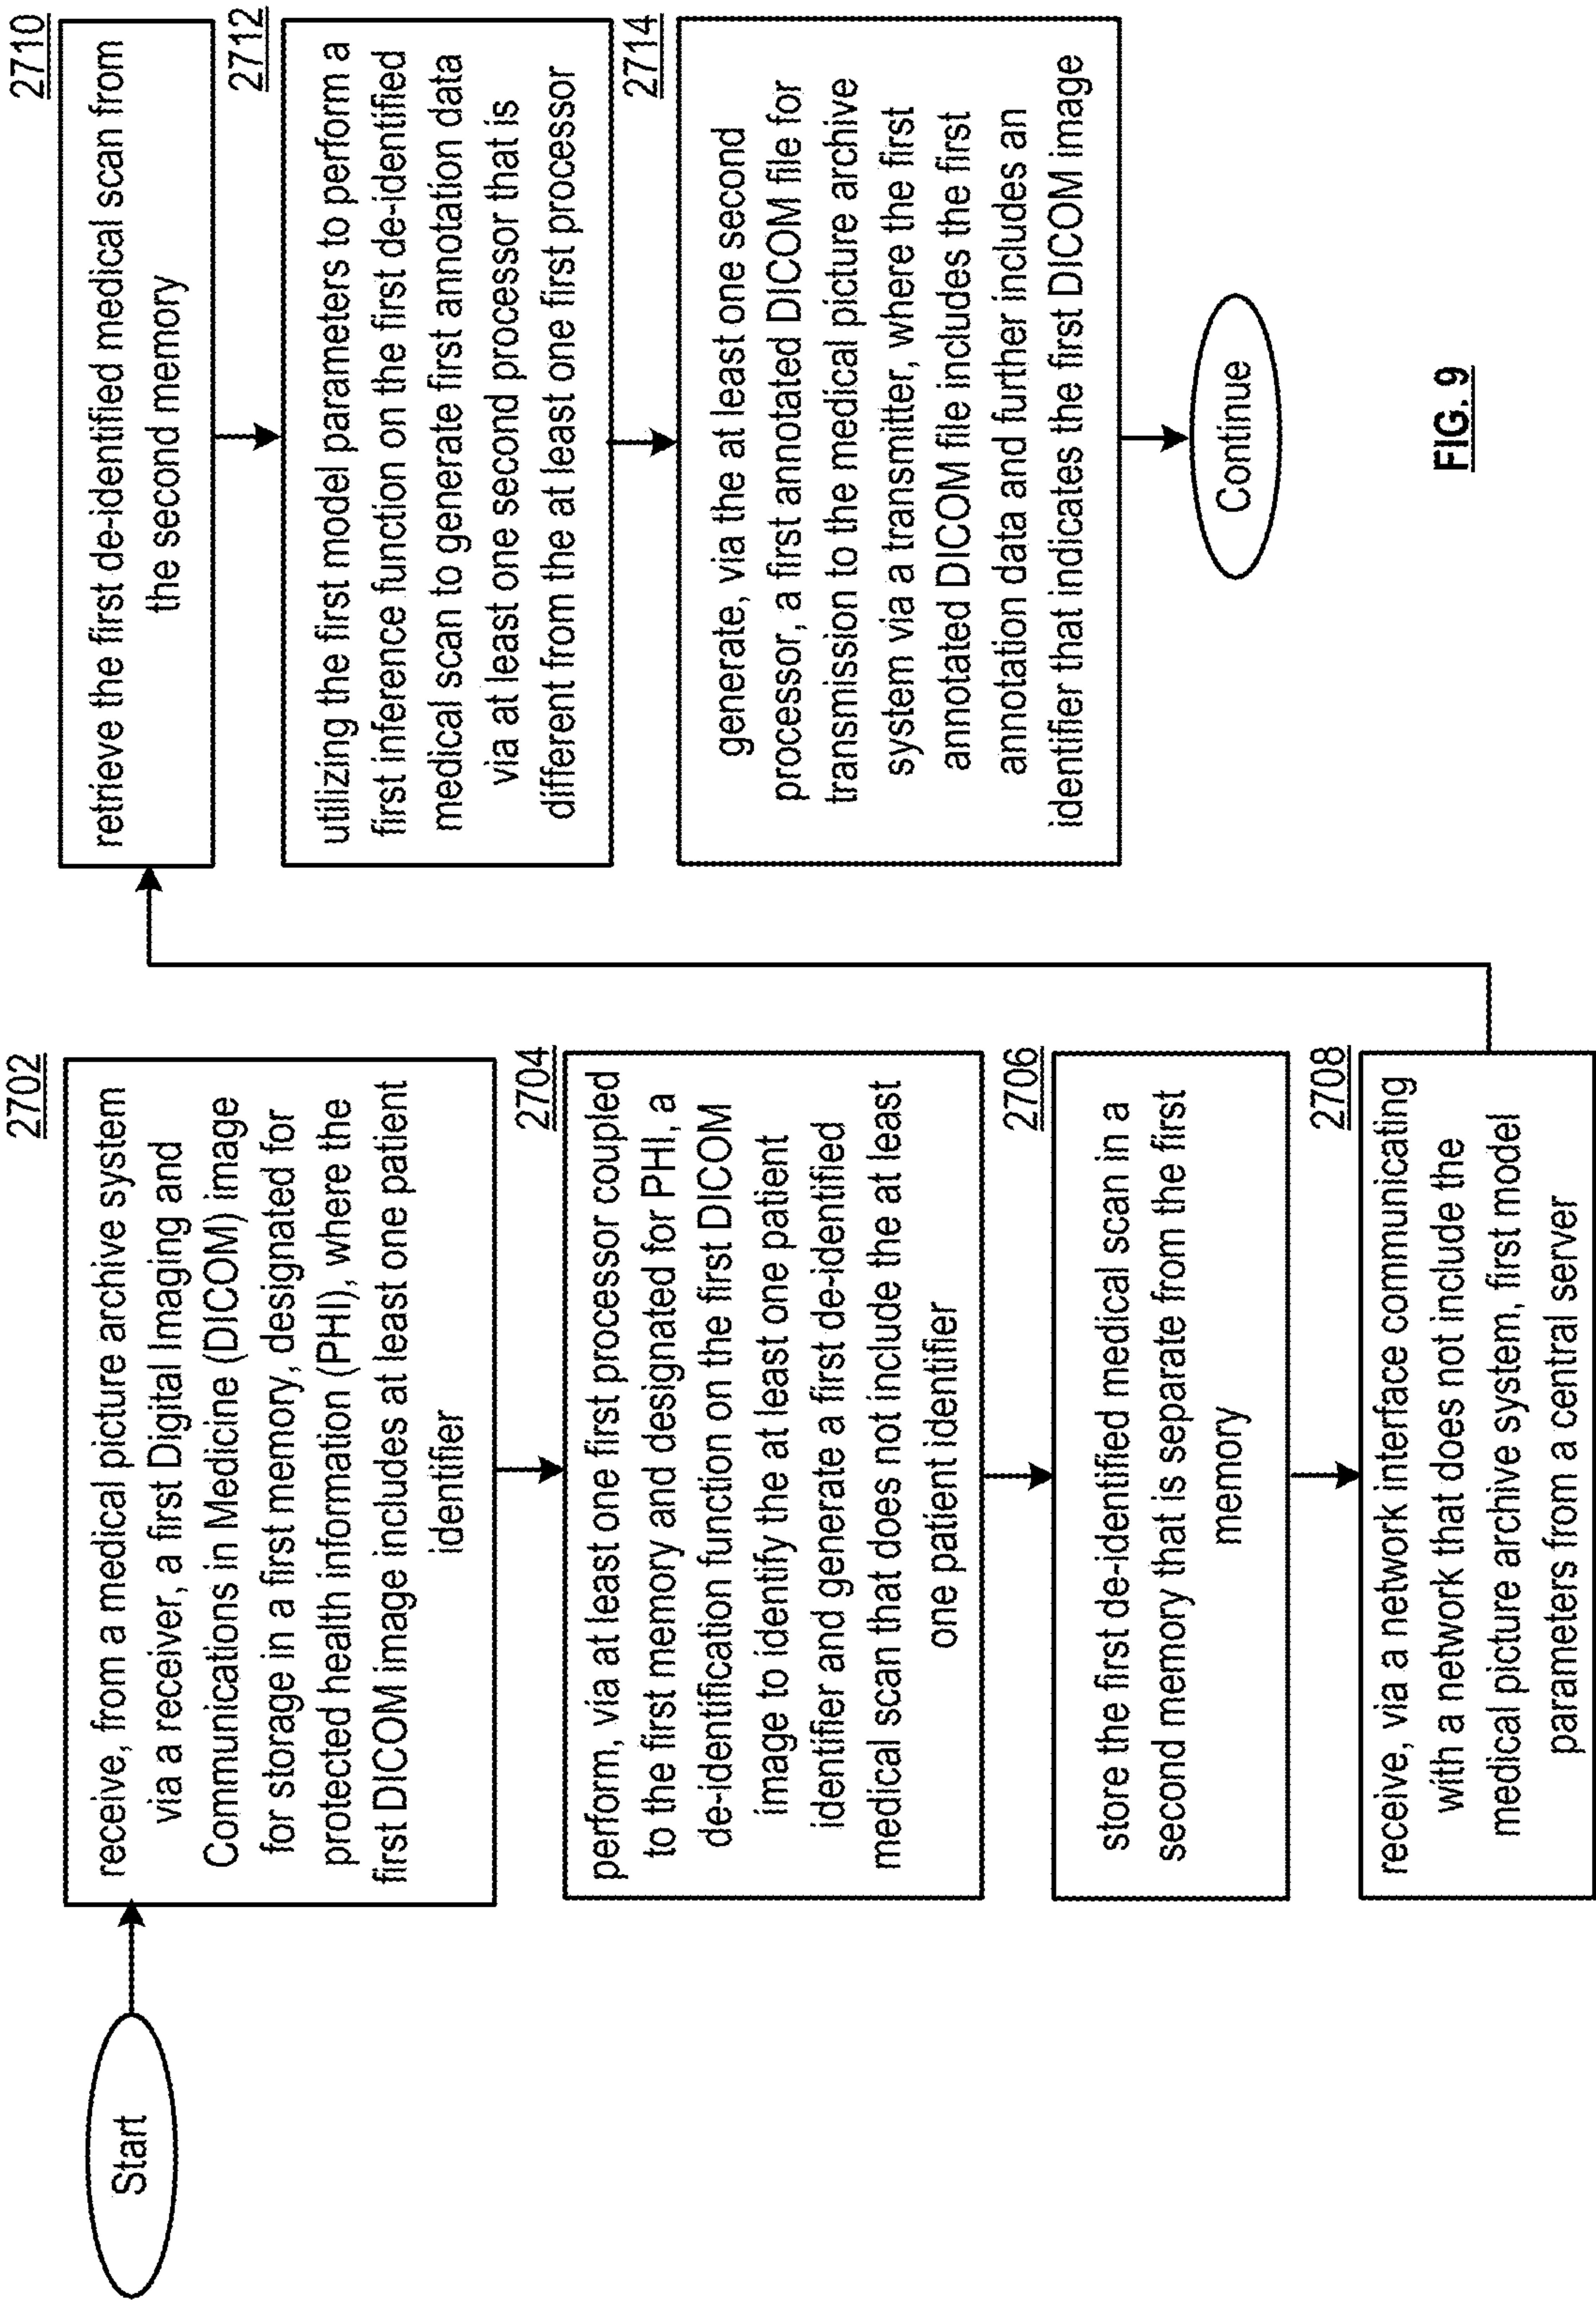 Start
2702
receive, from a medical picture archive system
via a receiver, a first Digital Imaging and
Communications in Medicine (DICOM) image
for storage in a first memory, designated for
protected health information (PHI), where the
first DICOM image includes at least one patient
identifier
2704
perform, via at least one first processor coupled
to the first memory and designated for PHI, a
de-identification function on the first DICOM
image to identify the at least one patient
identifier and generate a first de-identified
medical scan that does not include the at least
one patient identifier
2706
store the first de-identified medical scan in a
second memory that is separate from the first
memory
2708
receive, via a network interface communicating
with a network that does not include the
medical picture archive system, first model
parameters from a central server
2710
retrieve the first de-identified medical scan from
the second memory
2712
utilizing the first model parameters to perform a
first inference function on the first de-identified
medical scan to generate first annotation data
via at least one second processor that is
different from the at least one first processor
2714
generate, via the at least one second
processor, a first annotated DICOM file for
transmission to the medical picture archive
system via a transmitter, where the first
annotated DICOM file includes the first
annotation data and further includes an
identifier that indicates the first DICOM image
Continue
FIG. 9